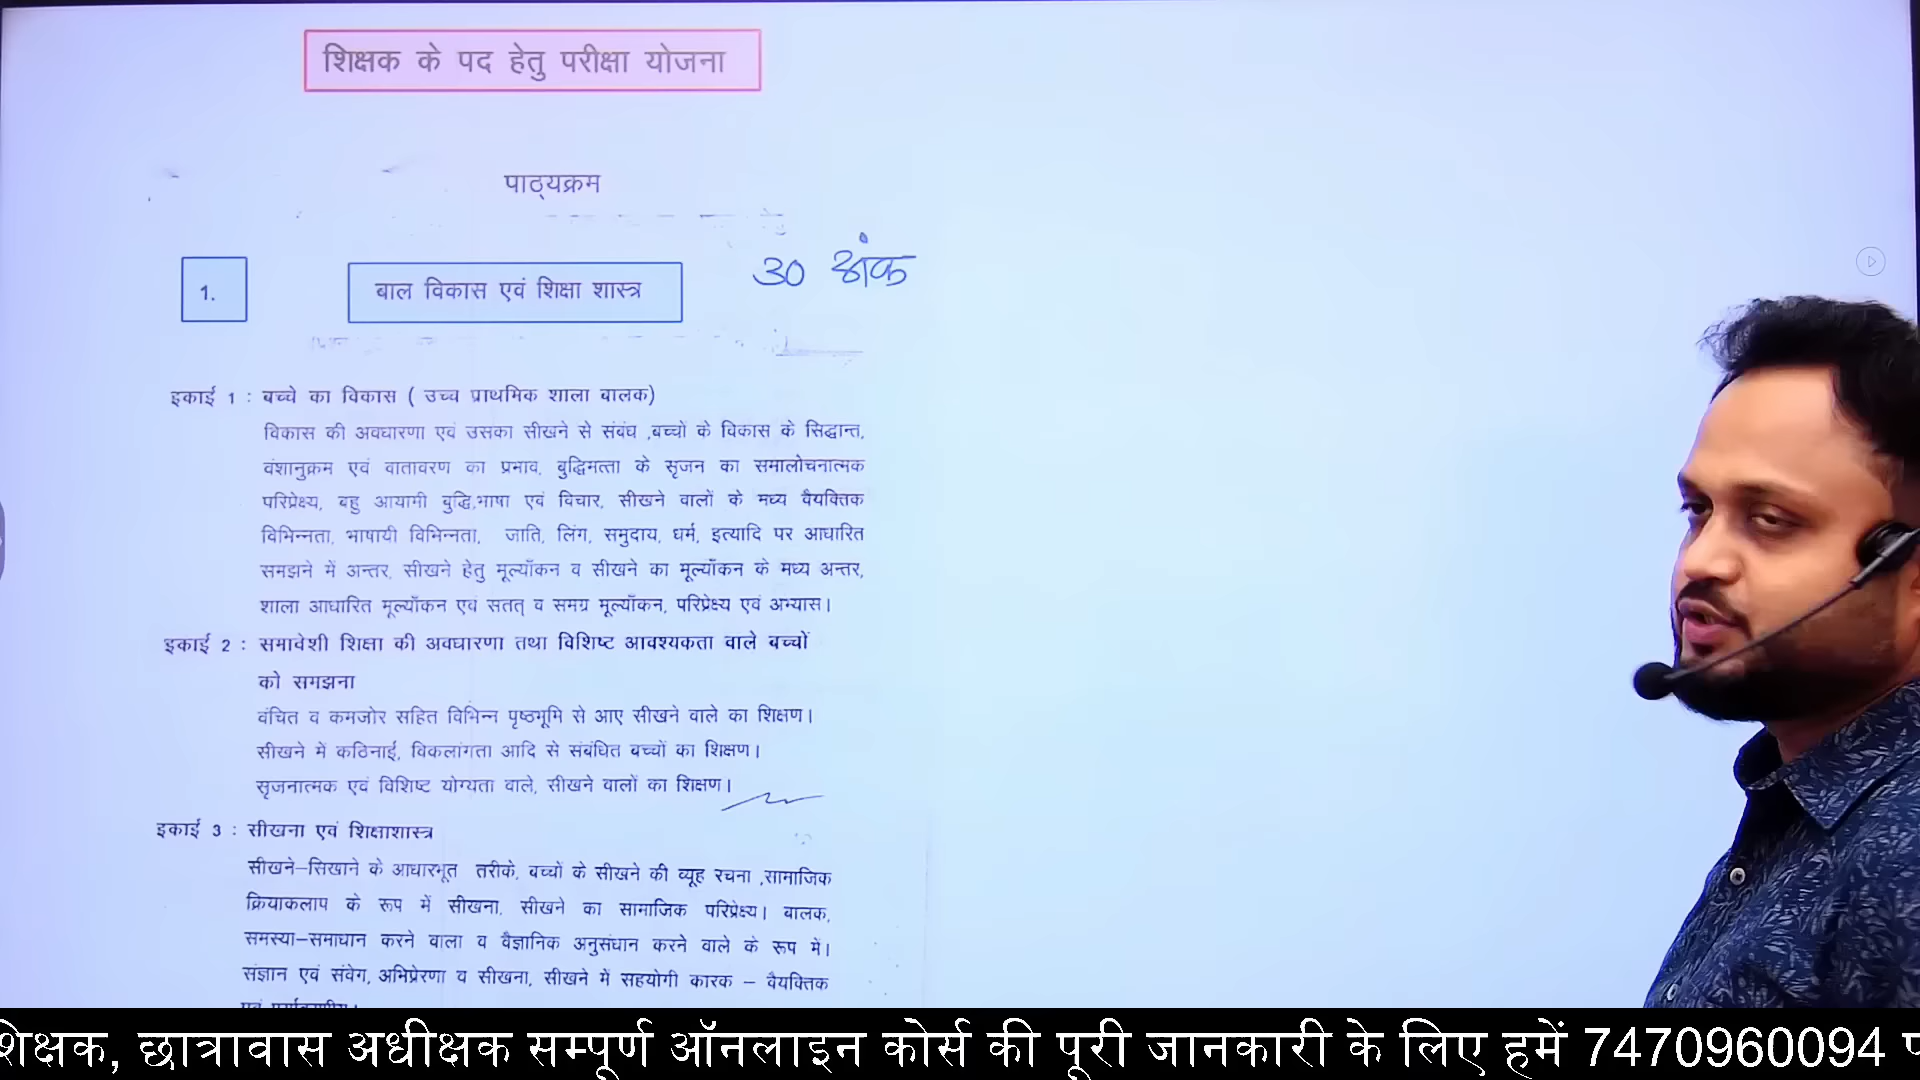 शिक्षक के पद हेतु परीक्षा योजना
पाठ्यक्रम
1.
बाल विकास एवं शिक्षा शास्त्र
30 अंक
इकाई 1 : बच्चे का विकास ( उच्च प्राथमिक शाला बालक)
विकास की अवधारणा एवं उसका सीखने से संबंध ,बच्चों के विकास के सिद्धान्त,
वंशानुक्रम एवं वातावरण का प्रभाव, बुद्धिमत्ता के सृजन का समालोचनात्मक
परिप्रेक्ष्य, बहु आयामी बुद्धि,भाषा एवं विचार, सीखने वालों के मध्य वैयक्तिक
विभिन्नता, भाषायी विभिन्नता, जाति, लिंग, समुदाय, धर्म, इत्यादि पर आधारित
समझने में अन्तर, सीखने हेतु मूल्याँकन व सीखने का मूल्याँकन के मध्य अन्तर,
शाला आधारित मूल्याँकन एवं सतत् व समग्र मूल्याँकन, परिप्रेक्ष्य एवं अभ्यास।
इकाई 2 : समावेशी शिक्षा की अवधारणा तथा विशिष्ट आवश्यकता वाले बच्चों
को समझना
वंचित व कमजोर सहित विभिन्न पृष्ठभूमि से आए सीखने वाले का शिक्षण।
सीखने में कठिनाई, विकलांगता आदि से संबंधित बच्चों का शिक्षण।
सृजनात्मक एवं विशिष्ट योग्यता वाले, सीखने वालों का शिक्षण।
इकाई 3 : सीखना एवं शिक्षाशास्त्र
सीखने–सिखाने के आधारभूत तरीके, बच्चों के सीखने की व्यूह रचना ,सामाजिक
क्रियाकलाप के रूप में सीखना, सीखने का सामाजिक परिप्रेक्ष्य। बालक,
समस्या–समाधान करने वाला व वैज्ञानिक अनुसंधान करने वाले के रूप में।
संज्ञान एवं संवेग, अभिप्रेरणा व सीखना, सीखने में सहयोगी कारक – वैयक्तिक
शिक्षक, छात्रावास अधीक्षक सम्पूर्ण ऑनलाइन कोर्स की पूरी जानकारी के लिए हमें 7470960094